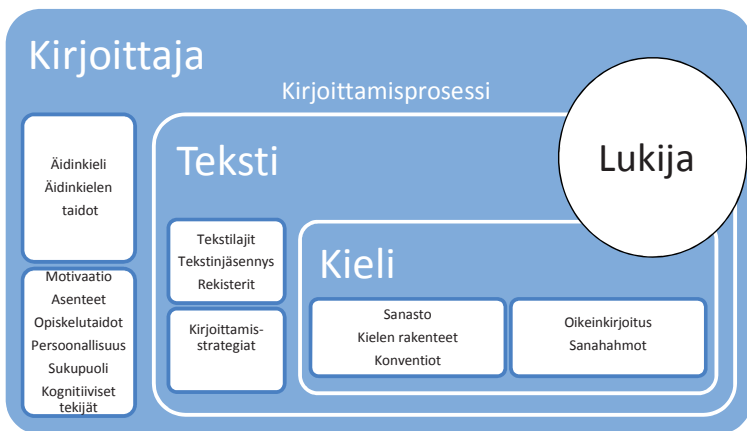 Kirjoittaja
Kirjoittamisprosessi
Äidinkieli
Äidinkielen
taidot
Motivaatio
Asenteet
Opiskelutaidot
Persoonallisuus
Sukupuoli
Kognitiiviset
tekijät
Teksti
Tekstilajit
Tekstinjäsennys
Rekisterit
Kirjoittamis-
strategiat
Kieli
Sanasto
Kielen rakenteet
Konventiot
Oikeinkirjoitus
Sanahahmot
Lukija